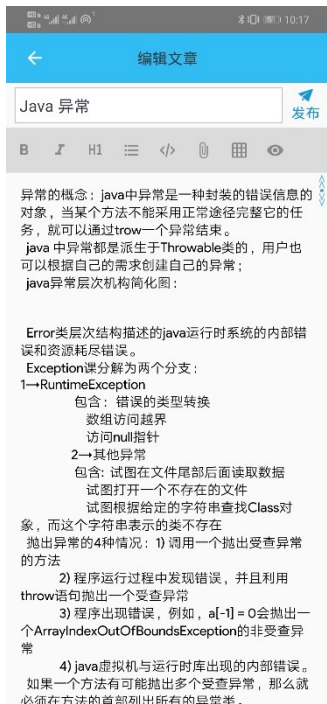 10:17
编辑文章
Java 异常
发布
B I H1 </>
异常的概念：java中异常是一种封装的错误信息的
对象，当某个方法不能采用正常途径完整它的任
务，就可以通过trow一个异常结束。
java 中异常都是派生于Throwable类的，用户也
可以根据自己的需求创建自己的异常；
java异常层次机构简化图：
Error类层次结构描述的java运行时系统的内部错
误和资源耗尽错误。
Exception课分解为两个分支：
1→RuntimeException
包含：错误的类型转换
数组访问越界
访问null指针
2→其他异常
包含: 试图在文件尾部后面读取数据
试图打开一个不存在的文件
试图根据给定的字符串查找Class对
象，而这个字符串表示的类不存在
抛出异常的4种情况：1) 调用一个抛出受查异常
的方法
2) 程序运行过程中发现错误，并且利用
throw语句抛出一个受查异常
3) 程序出现错误，例如，a[-1] = 0会抛出一
个ArrayIndexOutOfBoundsException的非受查异
常
4) java虚拟机与运行时库出现的内部错误。
如果一个方法有可能抛出多个受查异常，那么就
必须在方法的首部列出所有的异常类。